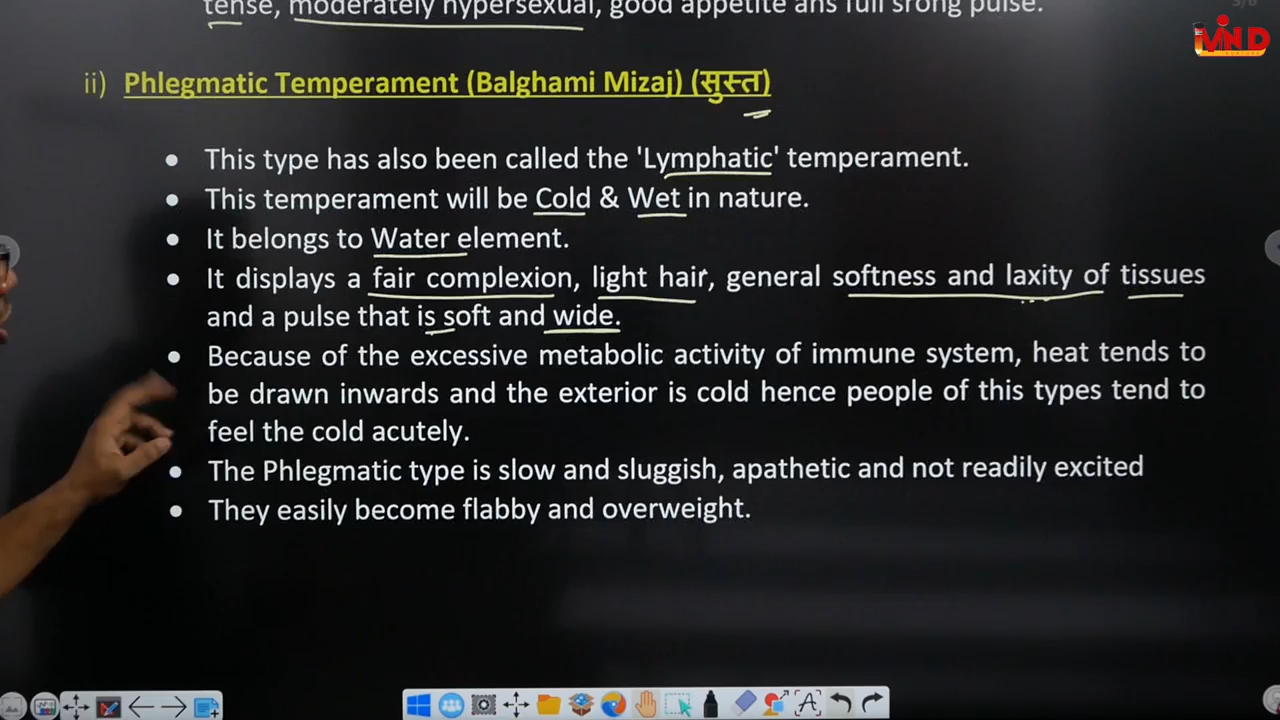 tense, moderately hypersexual, good appetite ans full srong pulse.
ii) Phlegmatic Temperament (Balghami Mizaj) (सुस्त)
• This type has also been called the 'Lymphatic' temperament.
• This temperament will be Cold & Wet in nature.
• It belongs to Water element.
• It displays a fair complexion, light hair, general softness and laxity of tissues
and a pulse that is soft and wide.
• Because of the excessive metabolic activity of immune system, heat tends to
be drawn inwards and the exterior is cold hence people of this types tend to
feel the cold acutely.
• The Phlegmatic type is slow and sluggish, apathetic and not readily excited
• They easily become flabby and overweight.